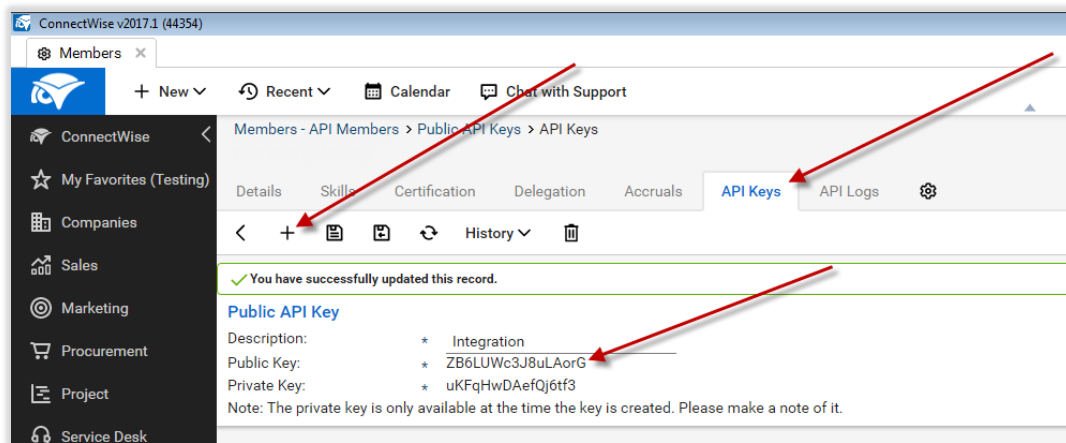 ConnectWise v2017.1 (44354)
Members
New
Recent
Calendar
Chat with Support
ConnectWise
My Favorites (Testing)
Companies
Sales
Marketing
Procurement
Project
Service Desk
Members - API Members > Public API Keys > API Keys
Details Skills Certification Delegation Accruals API Keys API Logs
History
You have successfully updated this record.
Public API Key
Description: * Integration
Public Key: * ZB6LUWc3J8uLAorG
Private Key: * uKFqHwDAefQj6tf3
Note: The private key is only available at the time the key is created. Please make a note of it.